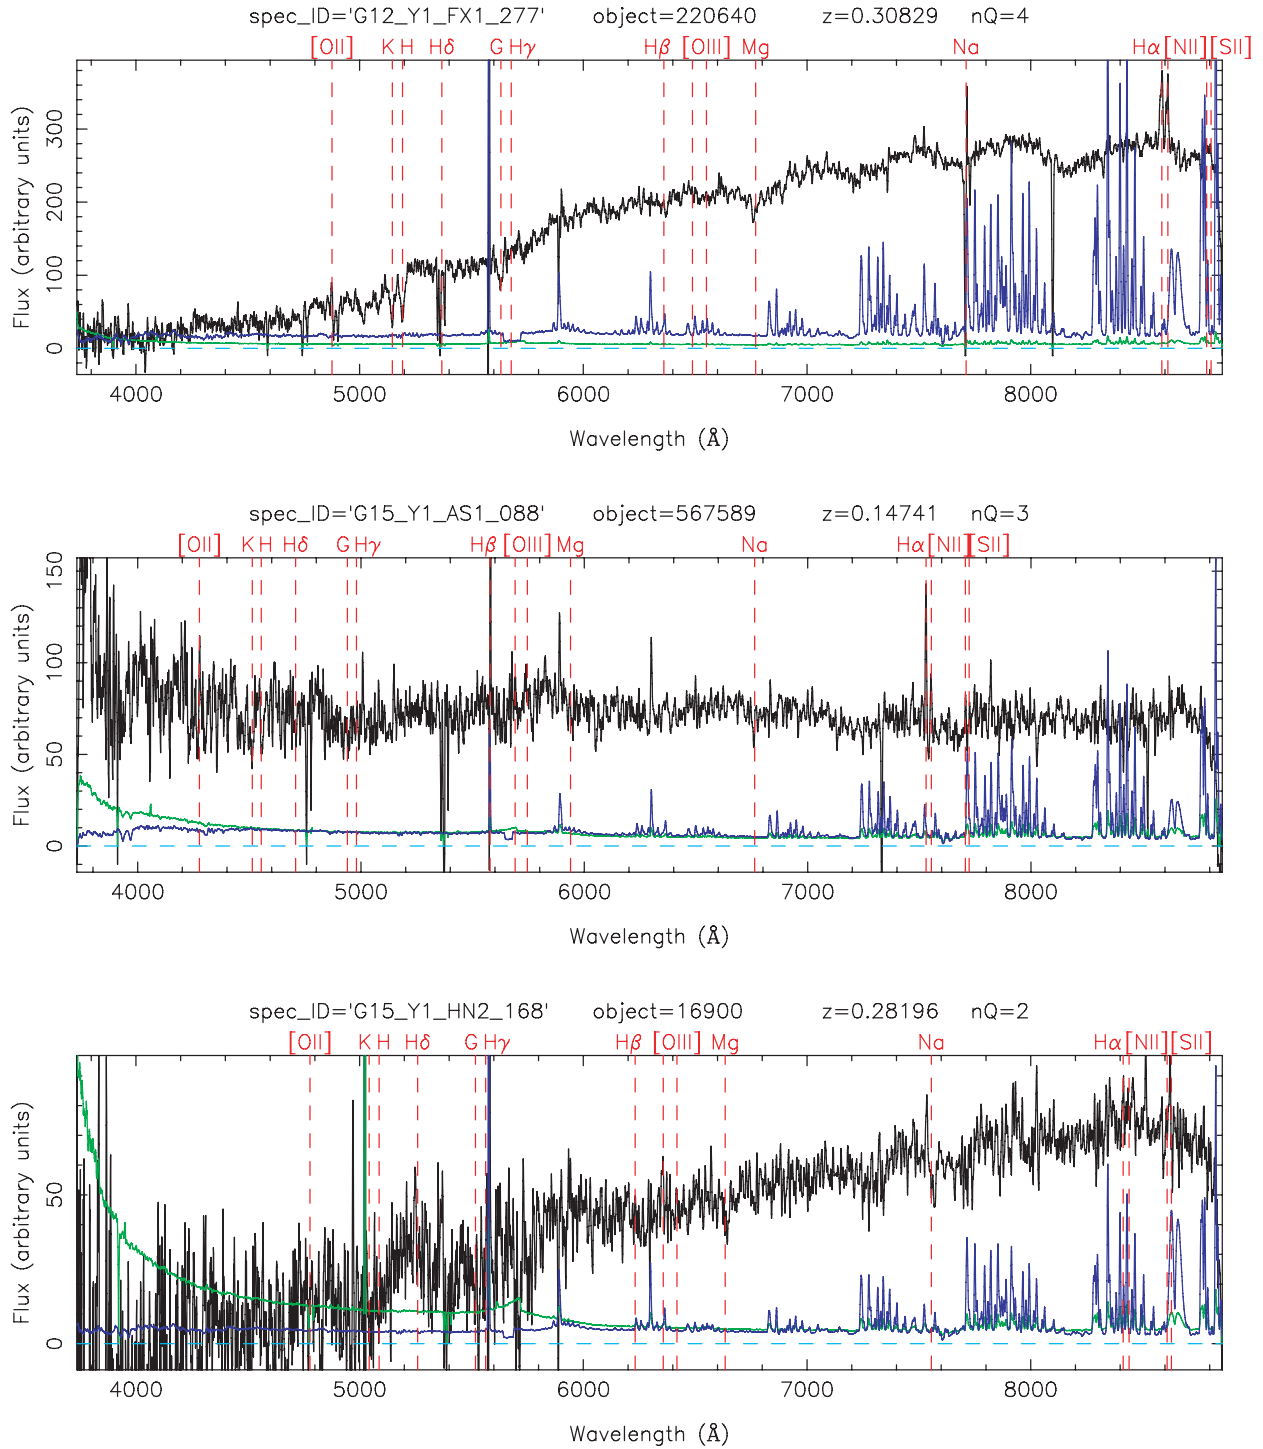 spec_ID='G12_Y1_FX1_277' object=220640 z=0.30829 nQ=4
[OII] K H Hδ G Hγ Hβ [OIII] Mg Na Hα [NII] [SII]
Flux (arbitrary units)
0 100 200 300
4000 5000 6000 7000 8000
Wavelength (Å)
spec_ID='G15_Y1_AS1_088' object=567589 z=0.14741 nQ=3
[OII] K H Hδ G Hγ Hβ [OIII] Mg Na Hα [NII] [SII]
Flux (arbitrary units)
0 50 100 150
4000 5000 6000 7000 8000
Wavelength (Å)
spec_ID='G15_Y1_HN2_168' object=16900 z=0.28196 nQ=2
[OII] K H Hδ G Hγ Hβ [OIII] Mg Na Hα [NII] [SII]
Flux (arbitrary units)
0 50
4000 5000 6000 7000 8000
Wavelength (Å)